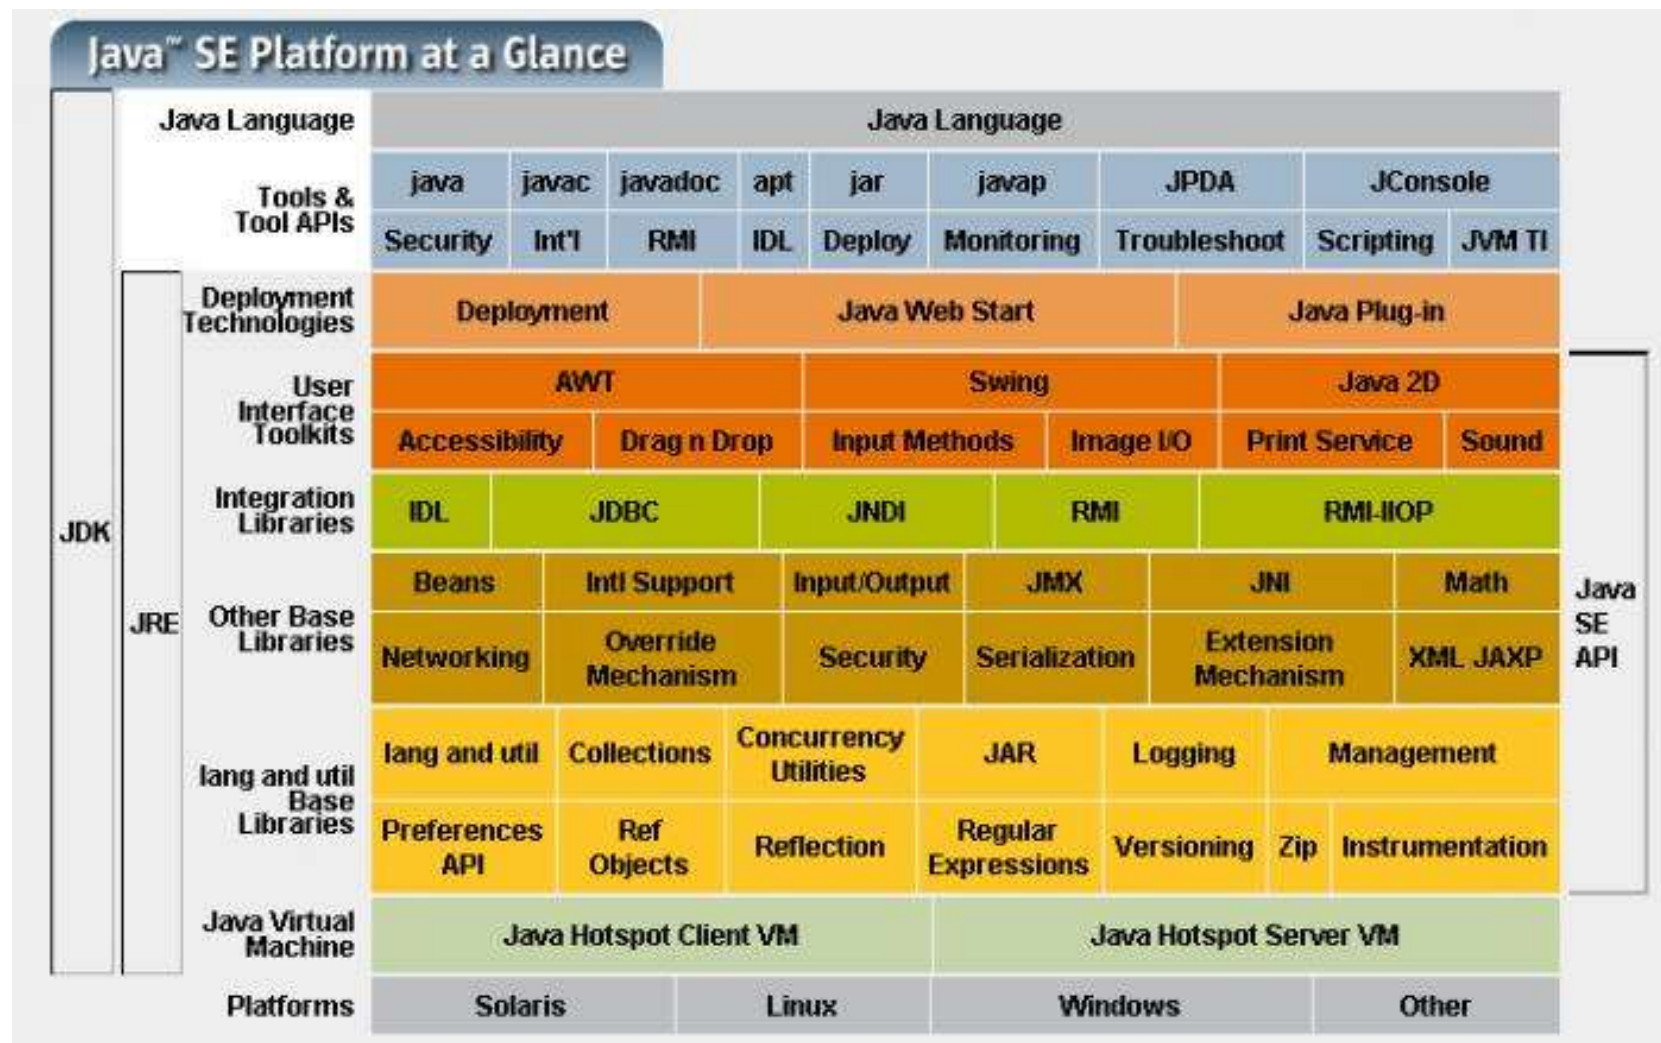 Java™ SE Platform at a Glance
Java Language
Java Language
Tools &
Tool APIs
java javac javadoc apt jar javap JPDA JConsole
Security Int'l RMI IDL Deploy Monitoring Troubleshoot Scripting JVM TI
Deployment
Technologies
Deployment Java Web Start Java Plug-in
User
Interface
Toolkits
AWT Swing Java 2D
Accessibility Drag n Drop Input Methods Image I/O Print Service Sound
Integration
Libraries
IDL JDBC JNDI RMI RMI-IIOP
JDK
JRE
Other Base
Libraries
Beans Intl Support Input/Output JMX JNI Math
Networking Override
Mechanism Security Serialization Extension
Mechanism XML JAXP
Java
SE
API
lang and util
Base
Libraries
lang and util Collections Concurrency
Utilities JAR Logging Management
Preferences
API Ref
Objects Reflection Regular
Expressions Versioning Zip Instrumentation
Java Virtual
Machine
Java Hotspot Client VM Java Hotspot Server VM
Platforms
Solaris Linux Windows Other